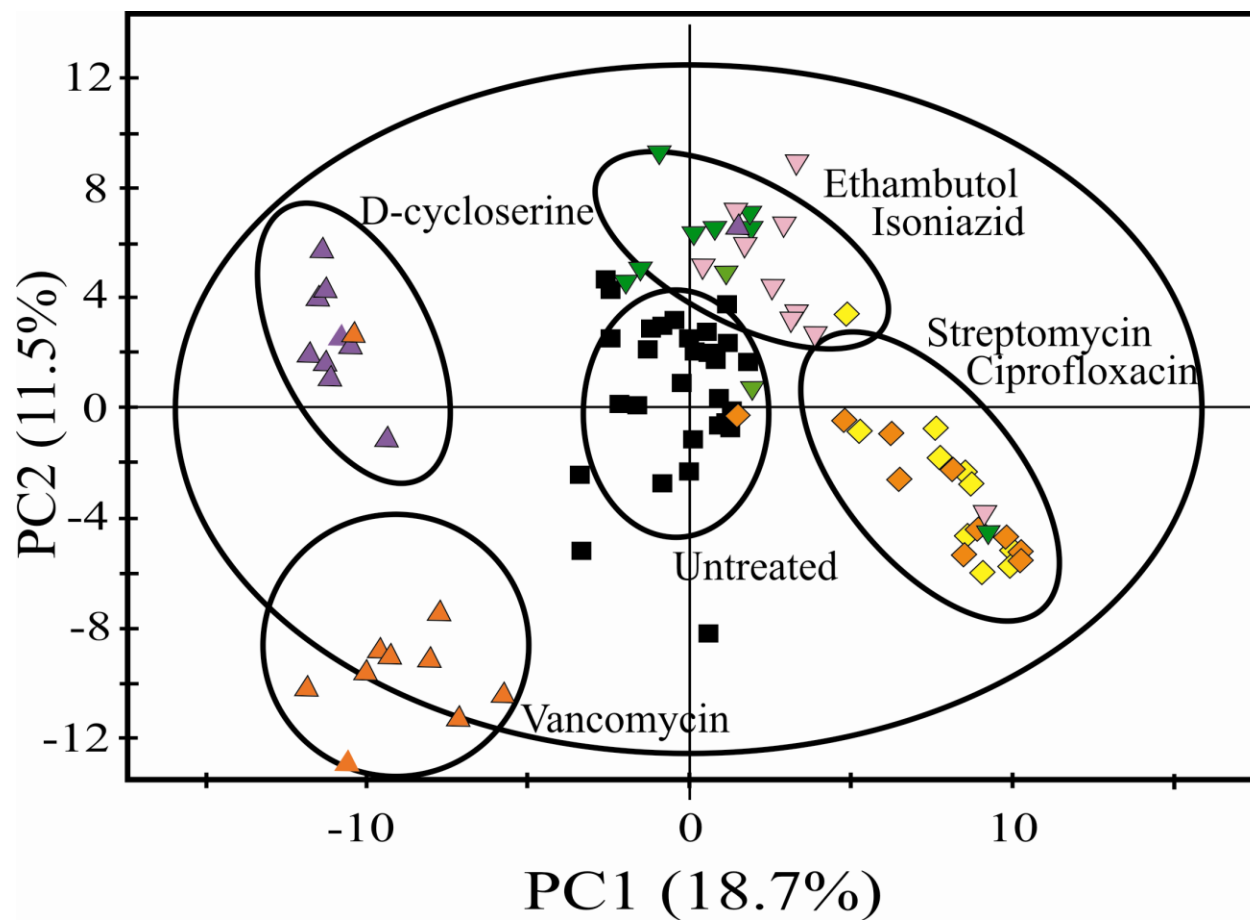 12
8
4
0
-4
-8
-12
PC2 (11.5%)
D-cycloserine
Ethambutol
Isoniazid
Streptomycin
Ciprofloxacin
Untreated
Vancomycin
-10
0
10
PC1 (18.7%)